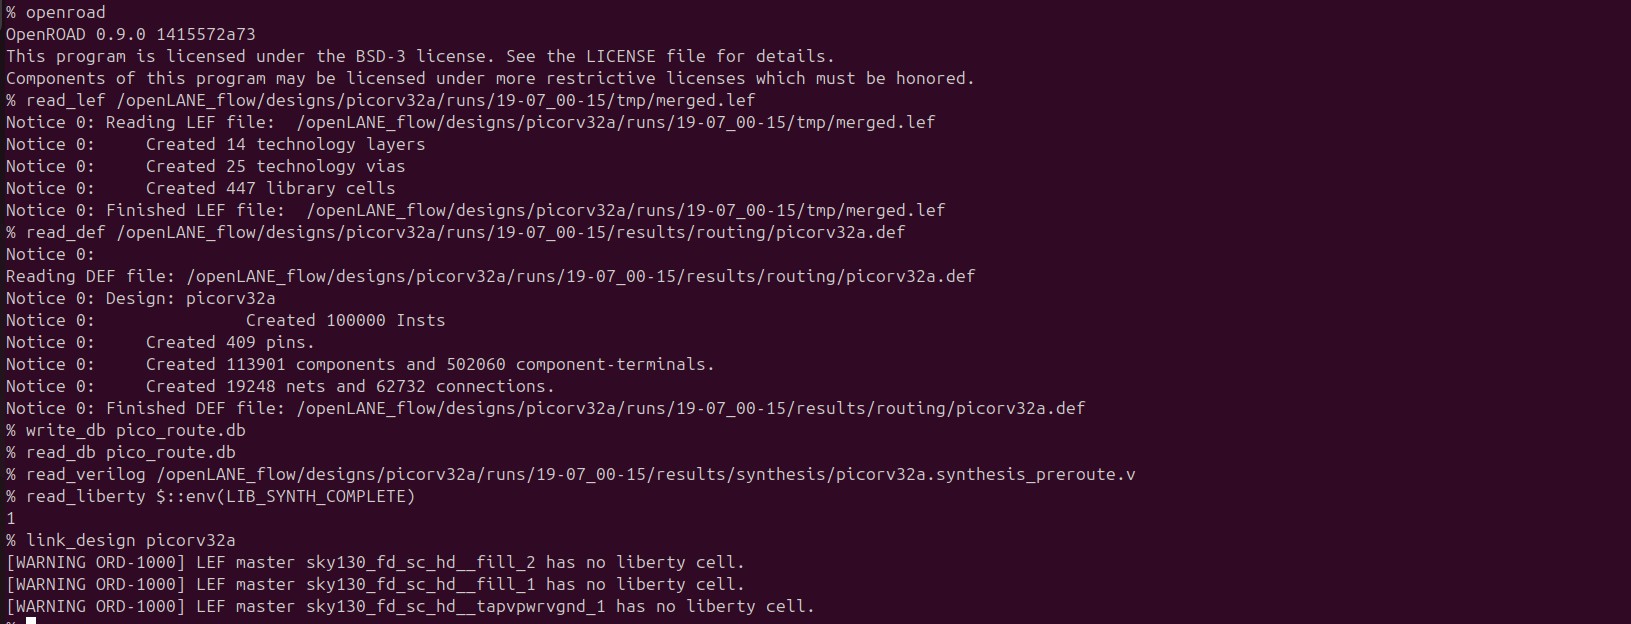 % openroad
OpenROAD 0.9.0 1415572a73
This program is licensed under the BSD-3 license. See the LICENSE file for details.
Components of this program may be licensed under more restrictive licenses which must be honored.
% read_lef /openLANE_flow/designs/picorv32a/runs/19-07_00-15/tmp/merged.lef
Notice 0: Reading LEF file:  /openLANE_flow/designs/picorv32a/runs/19-07_00-15/tmp/merged.lef
Notice 0:     Created 14 technology layers
Notice 0:     Created 25 technology vias
Notice 0:     Created 447 library cells
Notice 0: Finished LEF file:  /openLANE_flow/designs/picorv32a/runs/19-07_00-15/tmp/merged.lef
% read_def /openLANE_flow/designs/picorv32a/runs/19-07_00-15/results/routing/picorv32a.def
Notice 0:
Reading DEF file: /openLANE_flow/designs/picorv32a/runs/19-07_00-15/results/routing/picorv32a.def
Notice 0: Design: picorv32a
Notice 0:               Created 100000 Insts
Notice 0:     Created 409 pins.
Notice 0:     Created 113901 components and 502060 component-terminals.
Notice 0:     Created 19248 nets and 62732 connections.
Notice 0: Finished DEF file: /openLANE_flow/designs/picorv32a/runs/19-07_00-15/results/routing/picorv32a.def
% write_db pico_route.db
% read_db pico_route.db
% read_verilog /openLANE_flow/designs/picorv32a/runs/19-07_00-15/results/synthesis/picorv32a.synthesis_preroute.v
% read_liberty $::env(LIB_SYNTH_COMPLETE)
1
% link_design picorv32a
[WARNING ORD-1000] LEF master sky130_fd_sc_hd__fill_2 has no liberty cell.
[WARNING ORD-1000] LEF master sky130_fd_sc_hd__fill_1 has no liberty cell.
[WARNING ORD-1000] LEF master sky130_fd_sc_hd__tapvpwrvgnd_1 has no liberty cell.
%